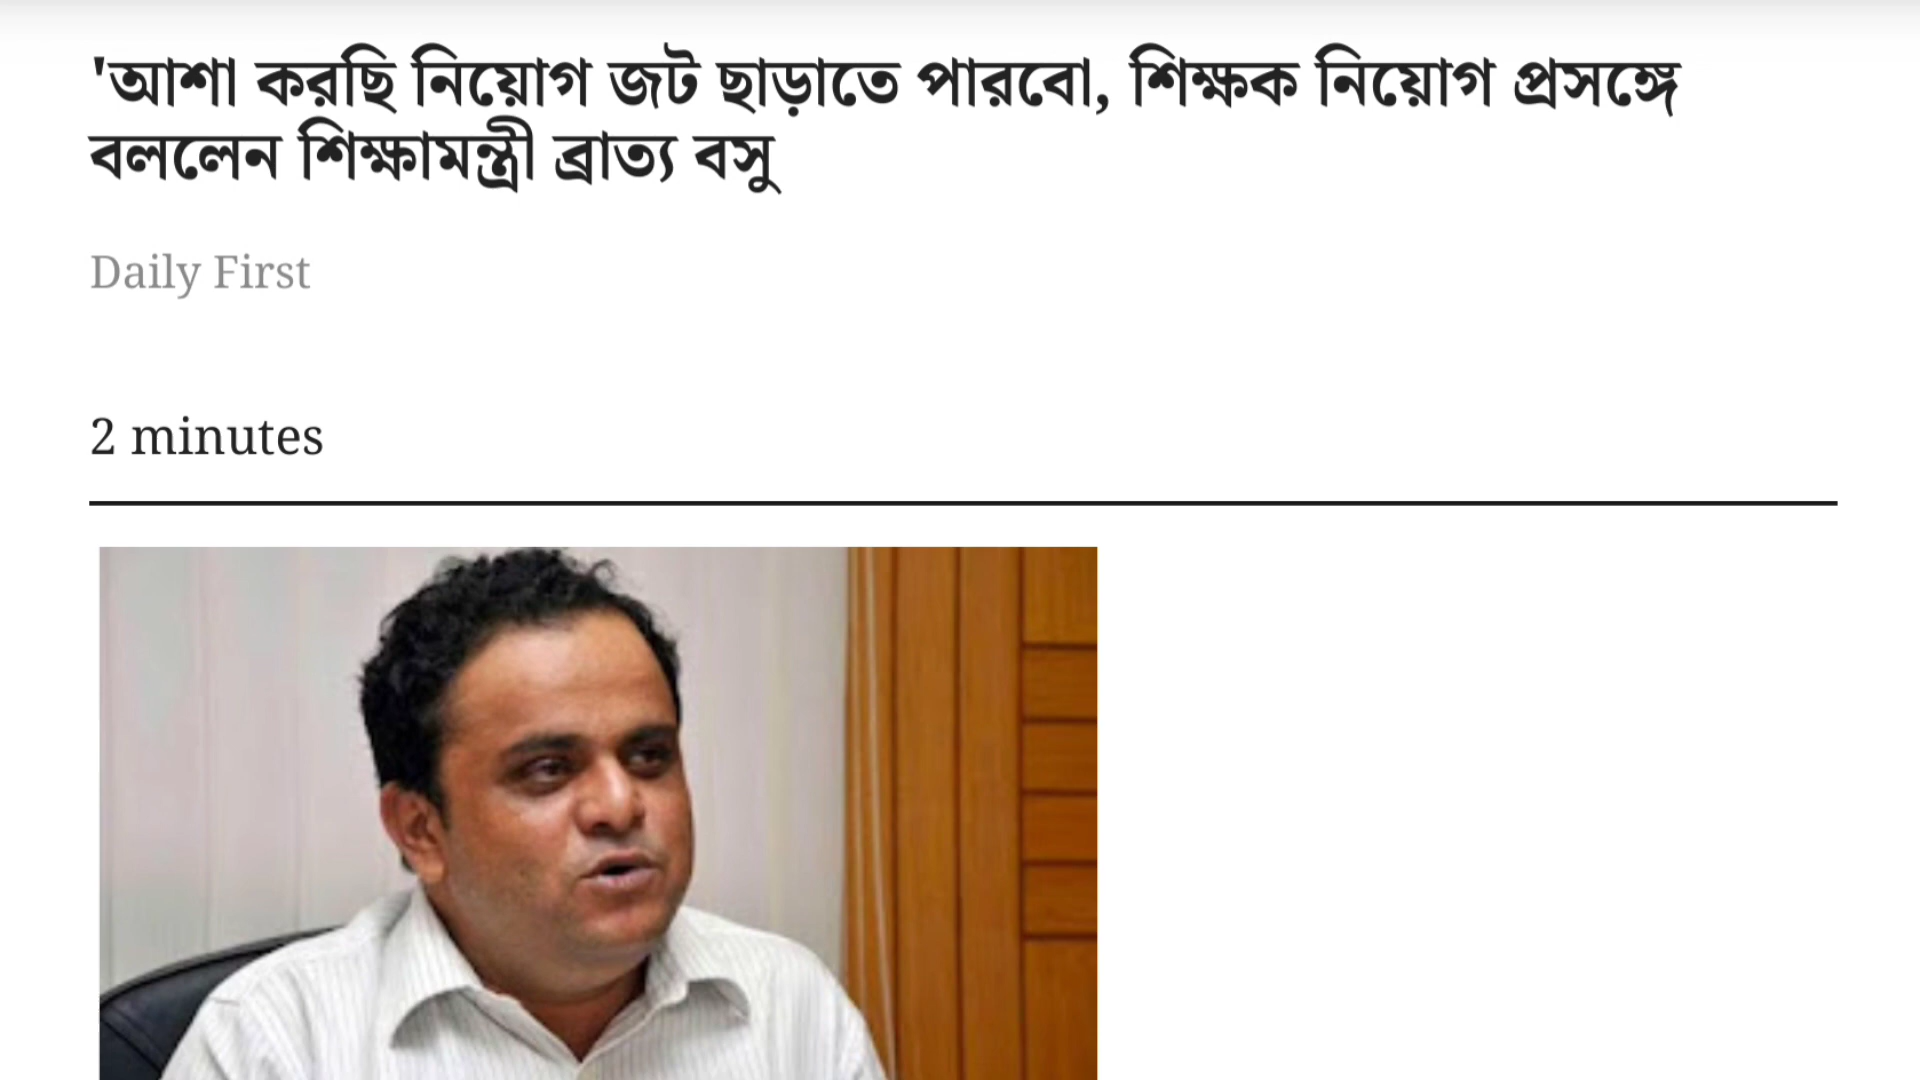 'আশা করছি নিয়োগ জট ছাড়াতে পারবো, শিক্ষক নিয়োগ প্রসঙ্গে
বললেন শিক্ষামন্ত্রী ব্রাত্য বসু
Daily First
2 minutes